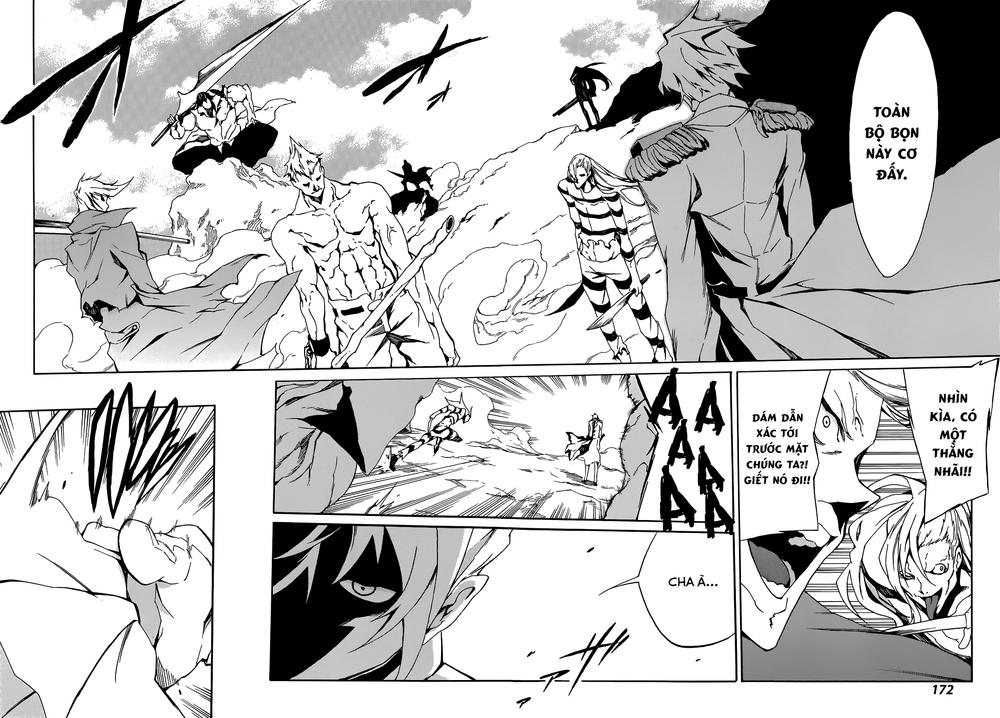 TOÀN
BỘ BỌN
NÀY CƠ
ĐẤY.
NHÌN
KÌA, CÓ
MỘT
THẰNG
NHÃI!!
DÁM DẪN
XÁC TỚI
TRƯỚC MẶT
CHÚNG TA?!
GIẾT NÓ ĐI!!
A A
A A
A A
A
CHA À...
172